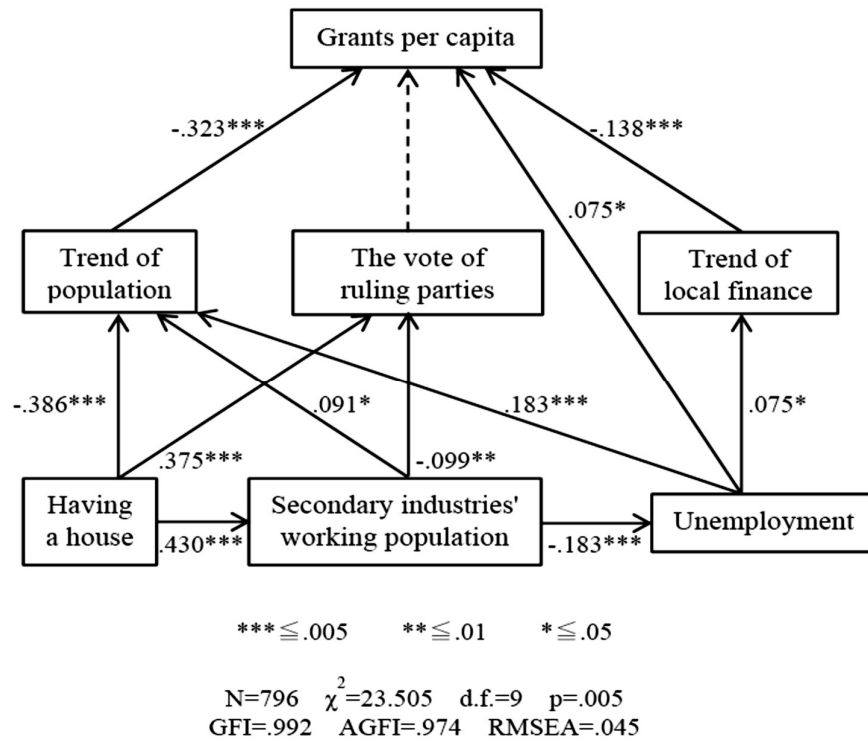 Grants per capita
-.323***
-.138***
.075*
Trend of
population
The vote of
ruling parties
Trend of
local finance
-.386***
.091*
.183***
.075*
.375***
-.099**
Having
a house
Secondary industries'
working population
Unemployment
.430***
-.183***
***≦.005 **≦.01 *≦.05
N=796 χ²=23.505 d.f.=9 p=.005
GFI=.992 AGFI=.974 RMSEA=.045